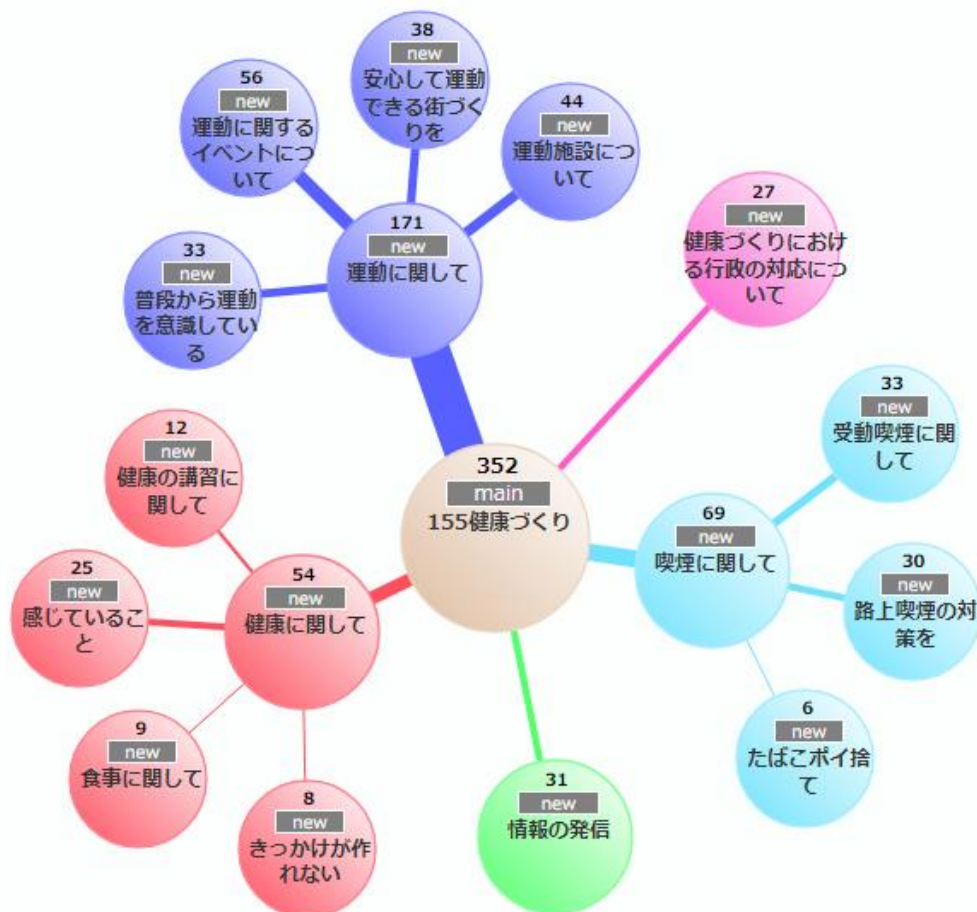 38
new
安心して運動
できる街づく
りを
56
new
運動に関する
イベントにつ
いて
44
new
運動施設につ
いて
171
new
運動に関して
33
new
普段から運動
を意識してい
る
27
new
健康づくりにおけ
る行政の対応につ
いて
352
main
155健康づくり
33
new
受動喫煙に関
して
69
new
喫煙に関して
30
new
路上喫煙の対
策を
6
new
たばこポイ捨
て
12
new
健康の講習に
関して
54
new
健康に関して
25
new
感じているこ
と
9
new
食事に関して
8
new
きっかけが作
れない
31
new
情報の発信